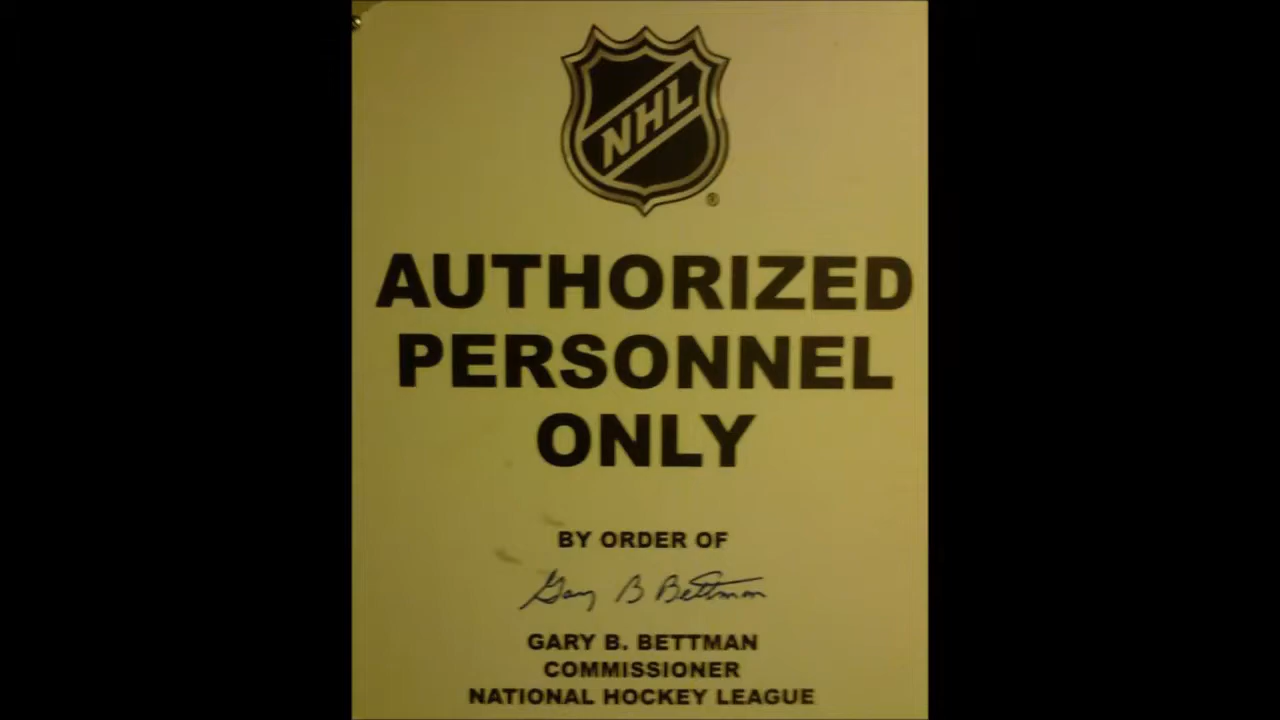 NHL
®
AUTHORIZED
PERSONNEL
ONLY
BY ORDER OF
Gary B Bettman
GARY B. BETTMAN
COMMISSIONER
NATIONAL HOCKEY LEAGUE